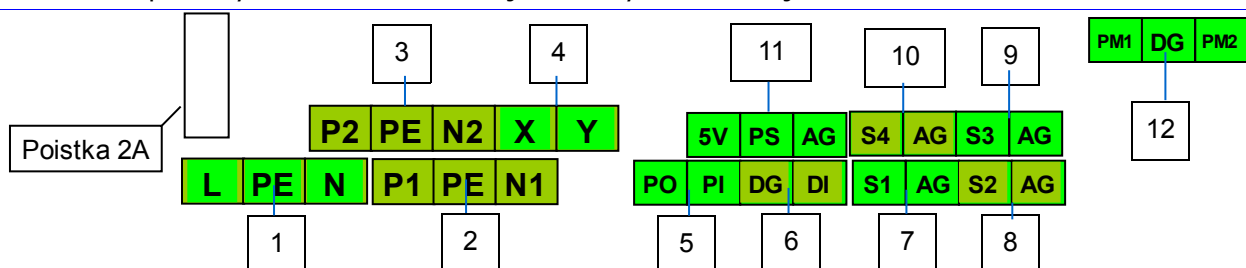 3 4 11 10 9 PM1 DG PM2
P2 PE N2 X Y 5V PS AG S4 AG S3 AG 12
Poistka 2A
L PE N P1 PE N1 PO PI DG DI S1 AG S2 AG
1 2 5 6 7 8